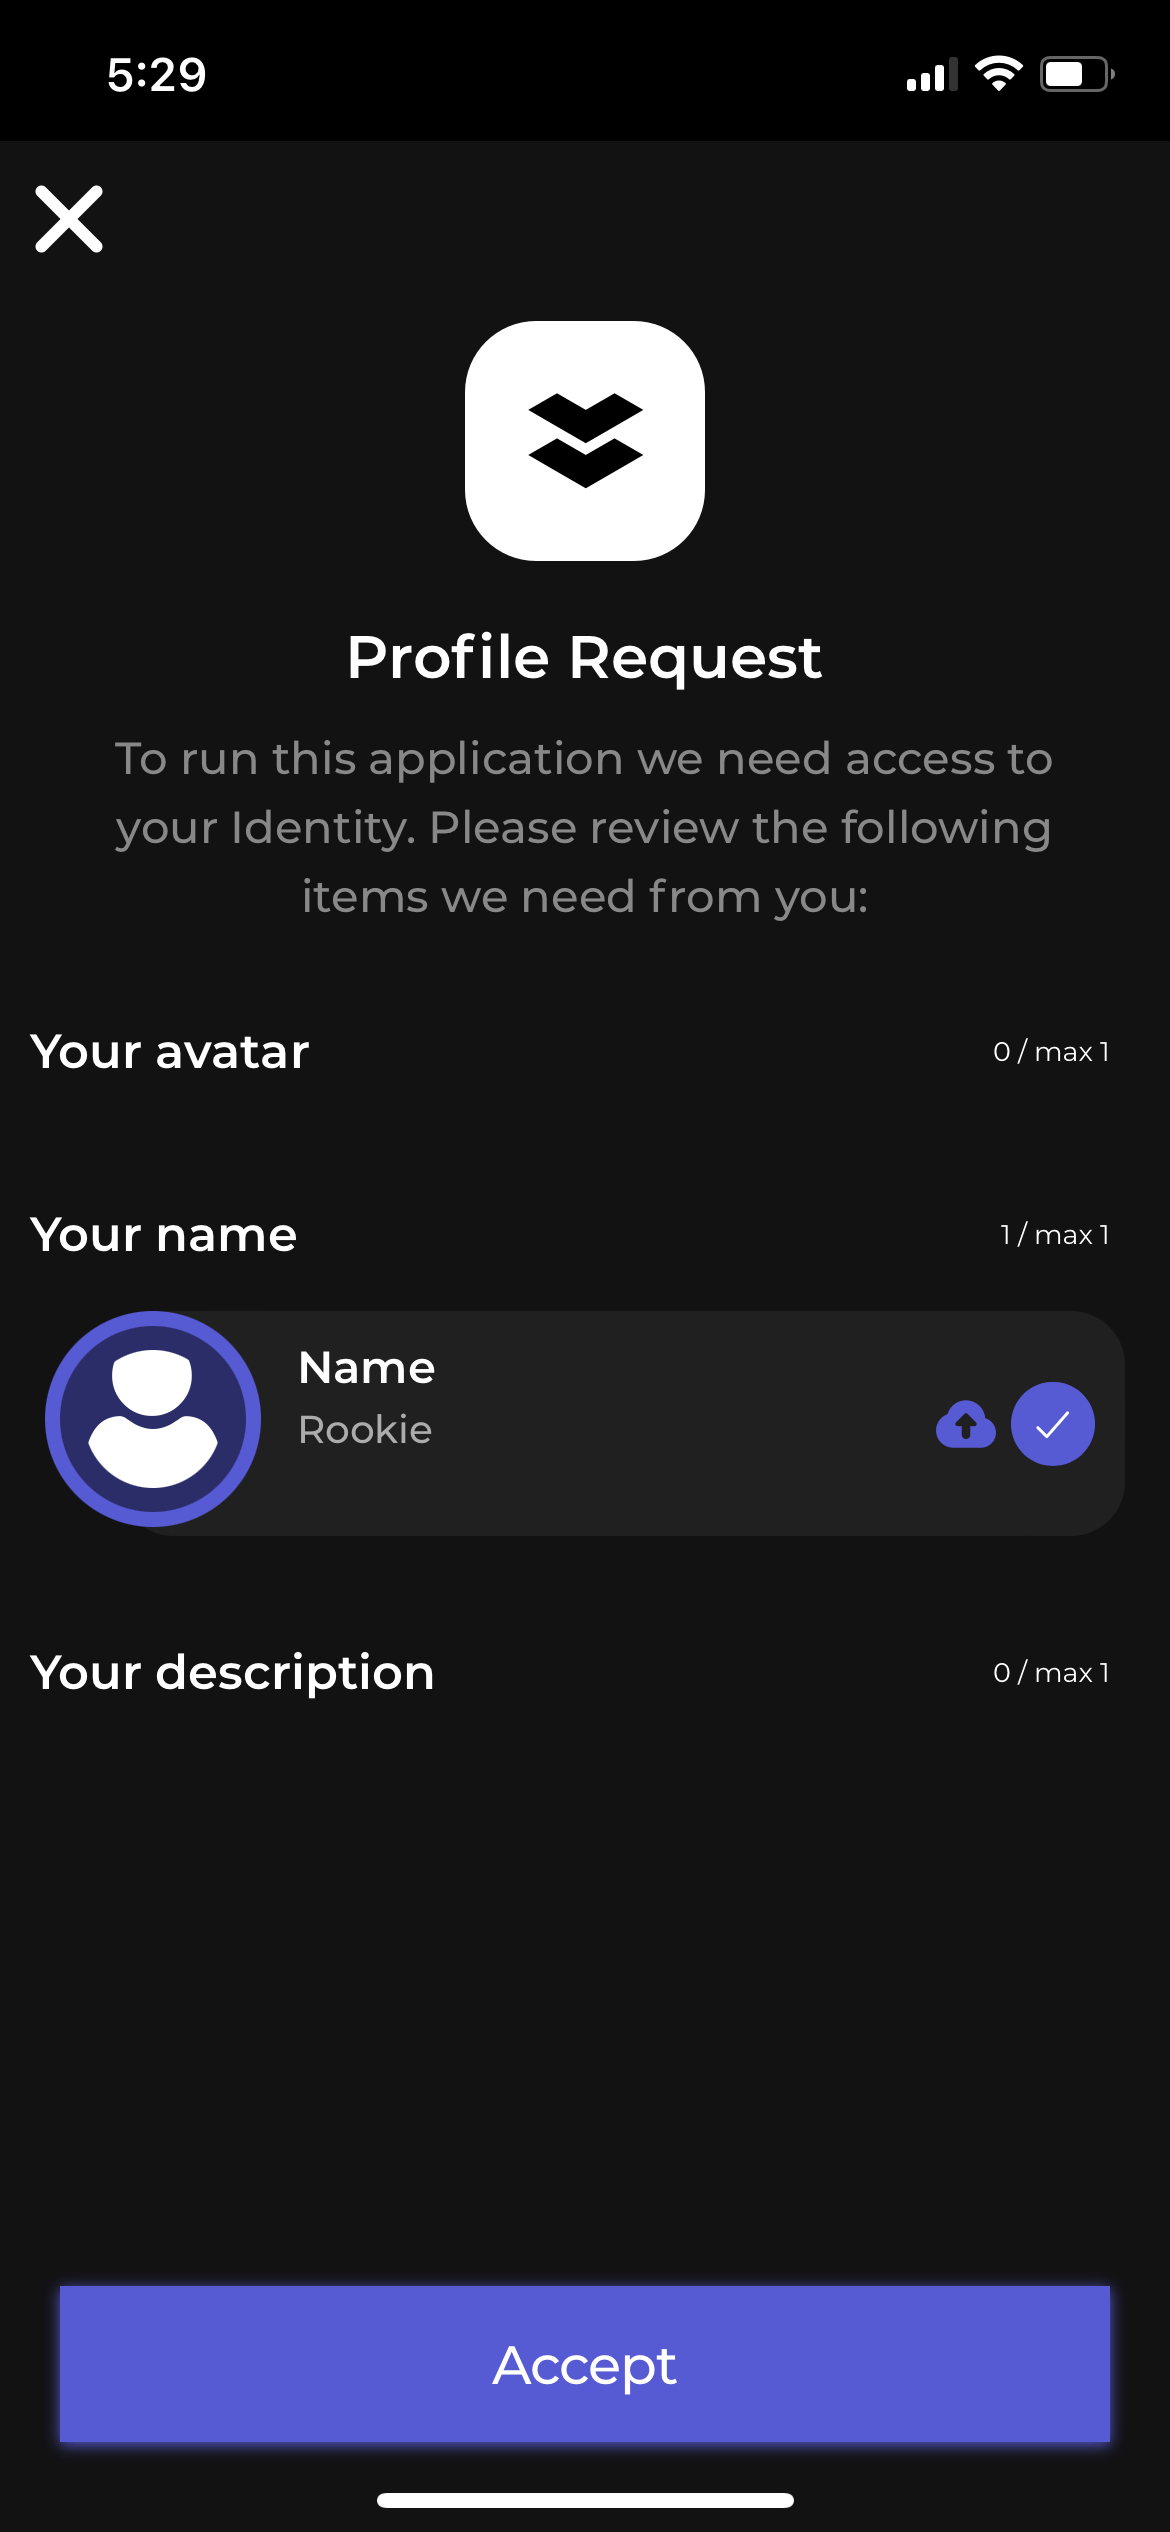 5:29
Profile Request
To run this application we need access to
your Identity. Please review the following
items we need from you:
Your avatar
0 / max 1
Your name
1 / max 1
Name
Rookie
Your description
0 / max 1
Accept